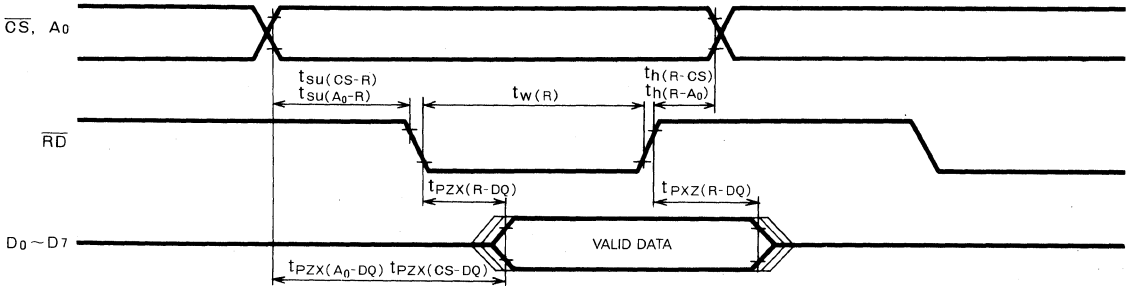 CS, A0
tsu(CS-R)
tsu(A0-R)
tw(R)
th(R-CS)
th(R-A0)
RD
tPZX(R-DQ)
tPXZ(R-DQ)
D0~D7
VALID DATA
tPZX(A0-DQ) tPZX(CS-DQ)